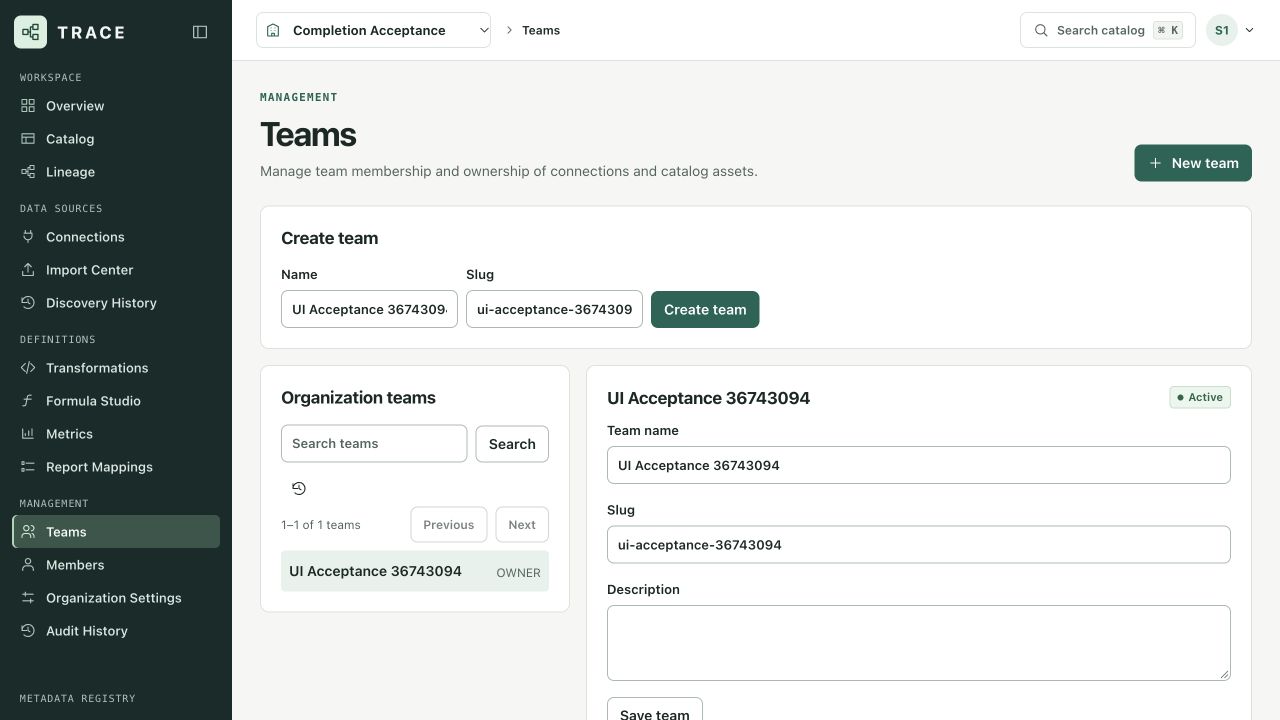 TRACE
WORKSPACE
Overview
Catalog
Lineage
DATA SOURCES
Connections
Import Center
Discovery History
DEFINITIONS
Transformations
Formula Studio
Metrics
Report Mappings
MANAGEMENT
Teams
Members
Organization Settings
Audit History
METADATA REGISTRY
Completion Acceptance
Teams
Search catalog ⌘ K
S1
MANAGEMENT
Teams
Manage team membership and ownership of connections and catalog assets.
New team
Create team
Name
Slug
UI Acceptance 3674309
ui-acceptance-3674309
Create team
Organization teams
Search teams
Search
1–1 of 1 teams
Previous
Next
UI Acceptance 36743094
OWNER
UI Acceptance 36743094
Active
Team name
UI Acceptance 36743094
Slug
ui-acceptance-36743094
Description
Save team